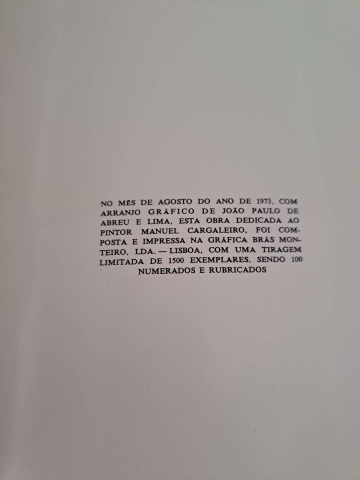 NO MÊS DE AGOSTO DO ANO DE 1973, COM
ARRANJO GRÁFICO DE JOÃO PAULO DE
ABREU E LIMA, ESTA OBRA DEDICADA AO
PINTOR MANUEL CARGALEIRO, FOI COM-
POSTA E IMPRESSA NA GRÁFICA BRÁS MON-
TEIRO, LDA. — LISBOA, COM UMA TIRAGEM
LIMITADA DE 1500 EXEMPLARES, SENDO 100
NUMERADOS E RUBRICADOS